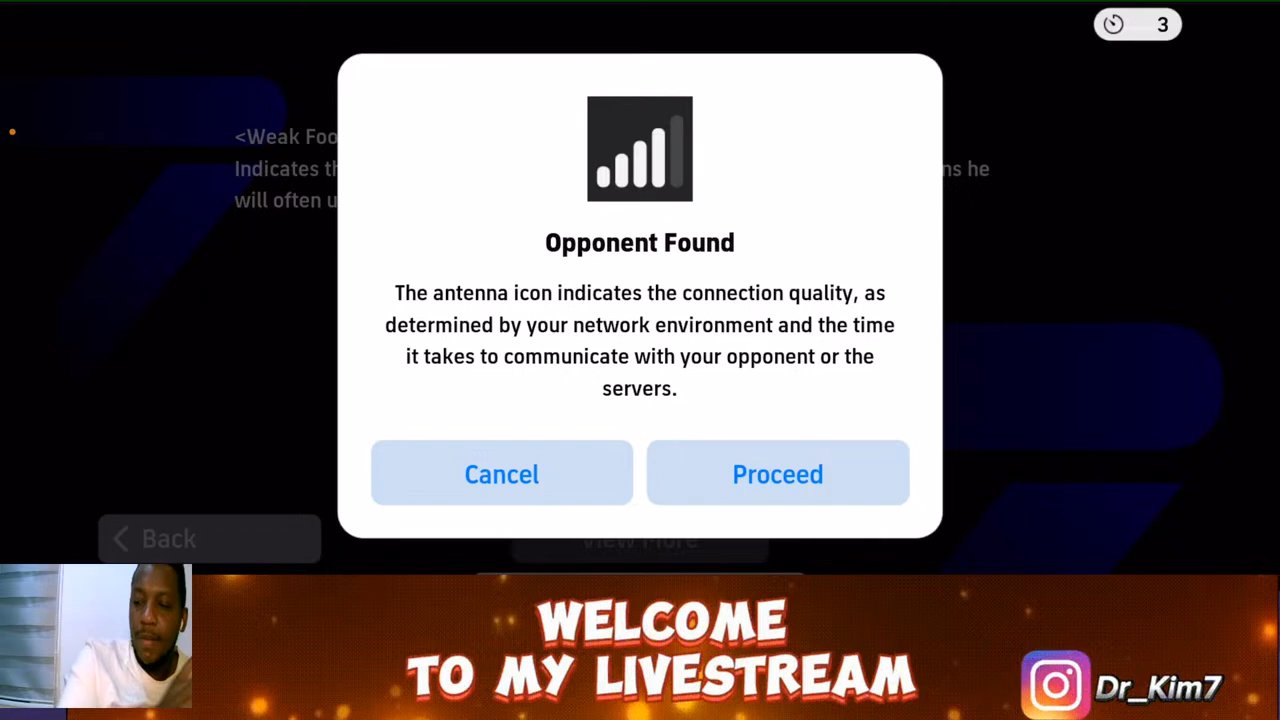 3
<Weak Foo
Indicates th
ns he
will often u
Opponent Found
The antenna icon indicates the connection quality, as
determined by your network environment and the time
it takes to communicate with your opponent or the
servers.
Cancel
Proceed
Back
View More
WELCOME
TO MY LIVESTREAM
Dr_Kim7